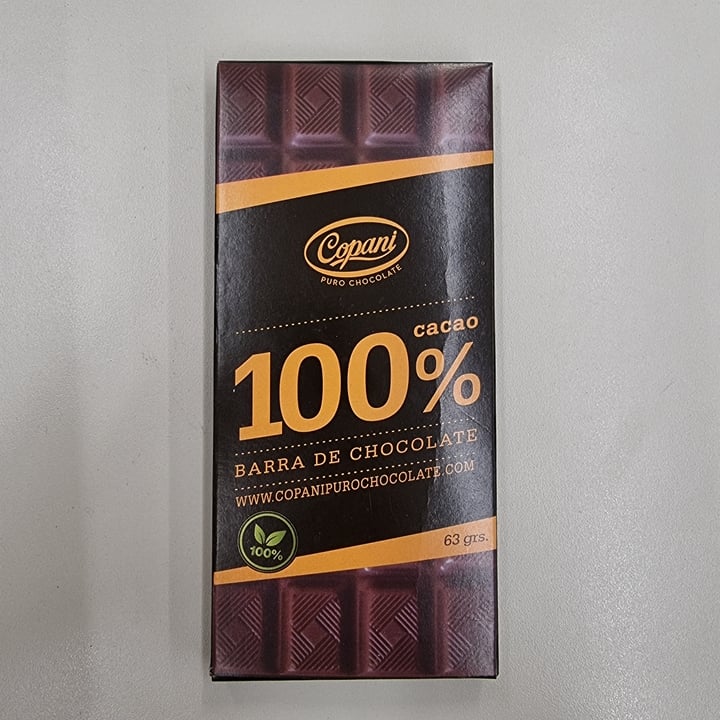 Copani
PURO CHOCOLATE
cacao
100%
BARRA DE CHOCOLATE
WWW.COPANIPUROCHOCOLATE.COM
100%
63 grs.